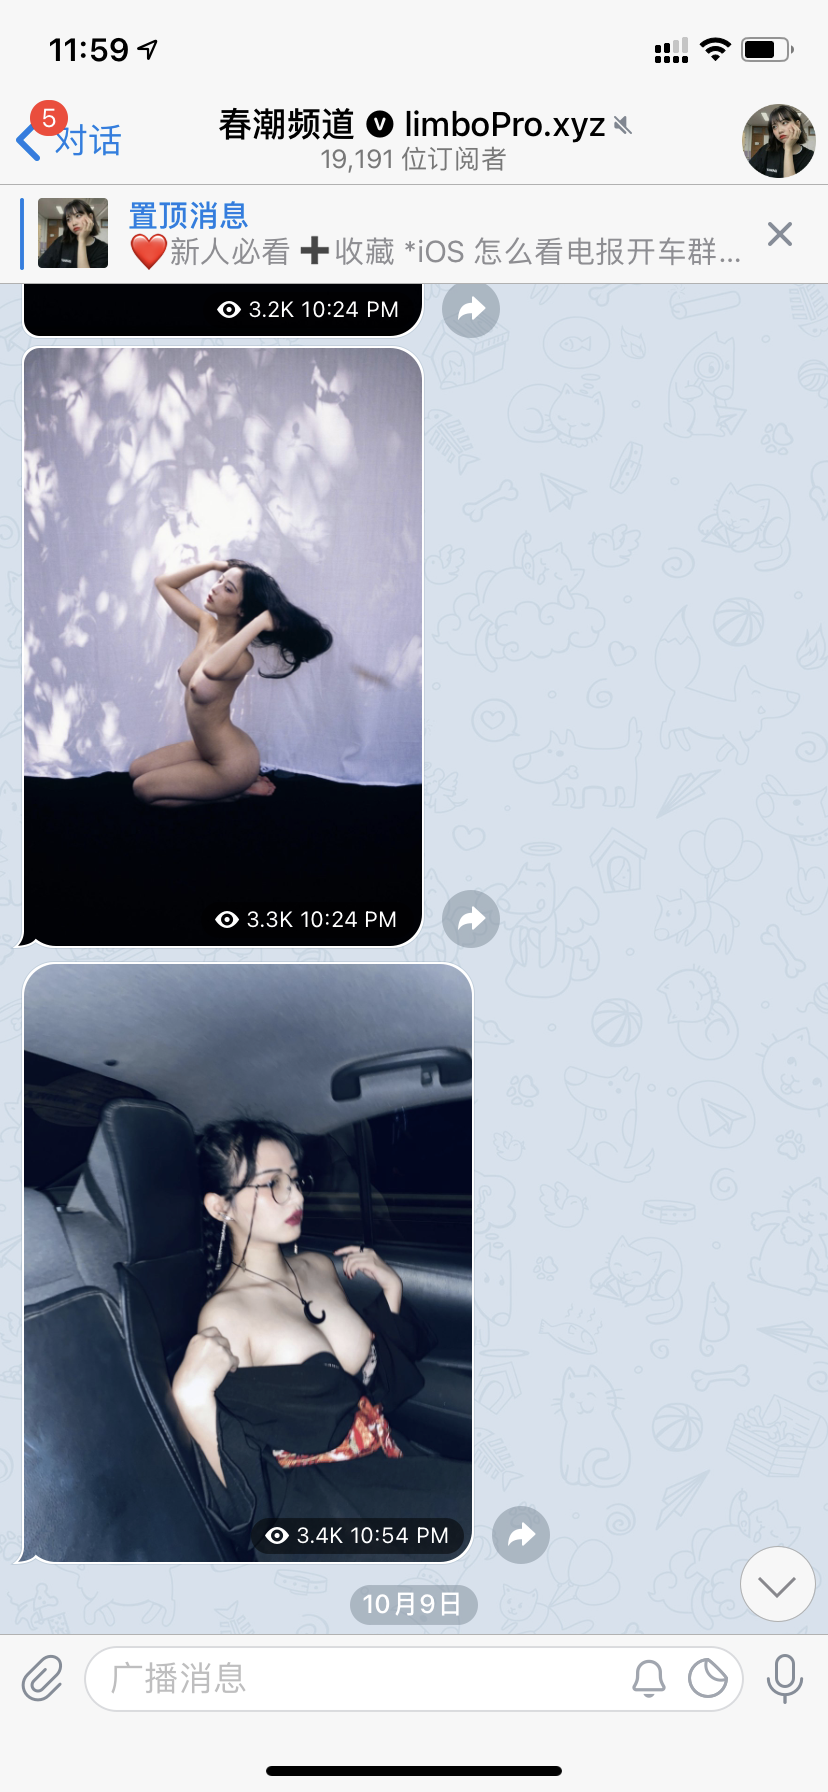 11:59
5
对话
春潮频道 V limboPro.xyz
19,191 位订阅者
置顶消息
❤️新人必看 ➕收藏 *iOS 怎么看电报开车群...
3.2K 10:24 PM
3.3K 10:24 PM
3.4K 10:54 PM
10月9日
广播消息